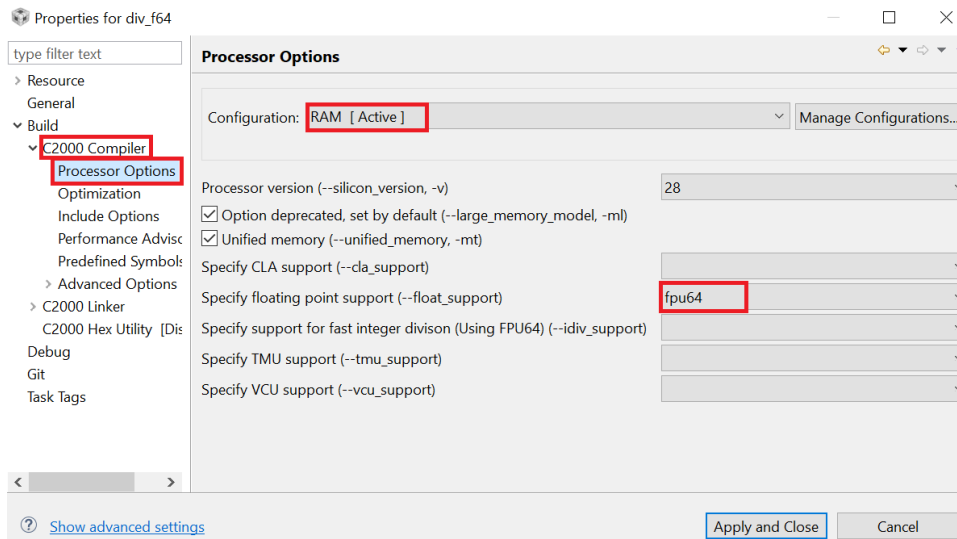 Properties for div_f64
type filter text
Resource
General
Build
C2000 Compiler
Processor Options
Optimization
Include Options
Performance Advisc
Predefined Symbols
Advanced Options
C2000 Linker
C2000 Hex Utility [Dis
Debug
Git
Task Tags
Processor Options
Configuration: RAM [ Active ] Manage Configurations...
Processor version (--silicon_version, -v) 28
Option deprecated, set by default (--large_memory_model, -ml)
Unified memory (--unified_memory, -mt)
Specify CLA support (--cla_support)
Specify floating point support (--float_support) fpu64
Specify support for fast integer divison (Using FPU64) (--idiv_support)
Specify TMU support (--tmu_support)
Specify VCU support (--vcu_support)
? Show advanced settings
Apply and Close Cancel